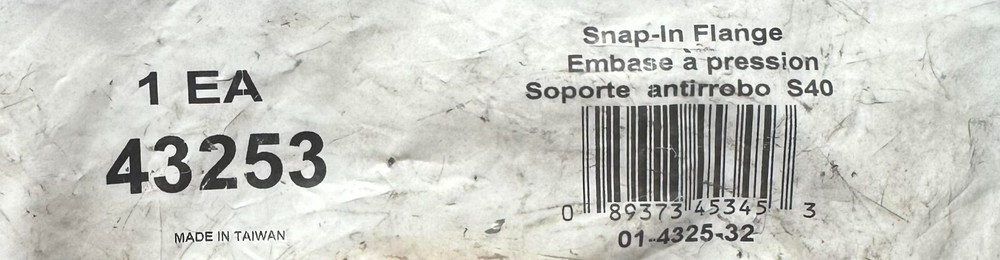 1 EA
43253
MADE IN TAIWAN
Snap-In Flange
Embase à pression
Soporte antirrobo S40
0 89373 45345 3
01-4325-32